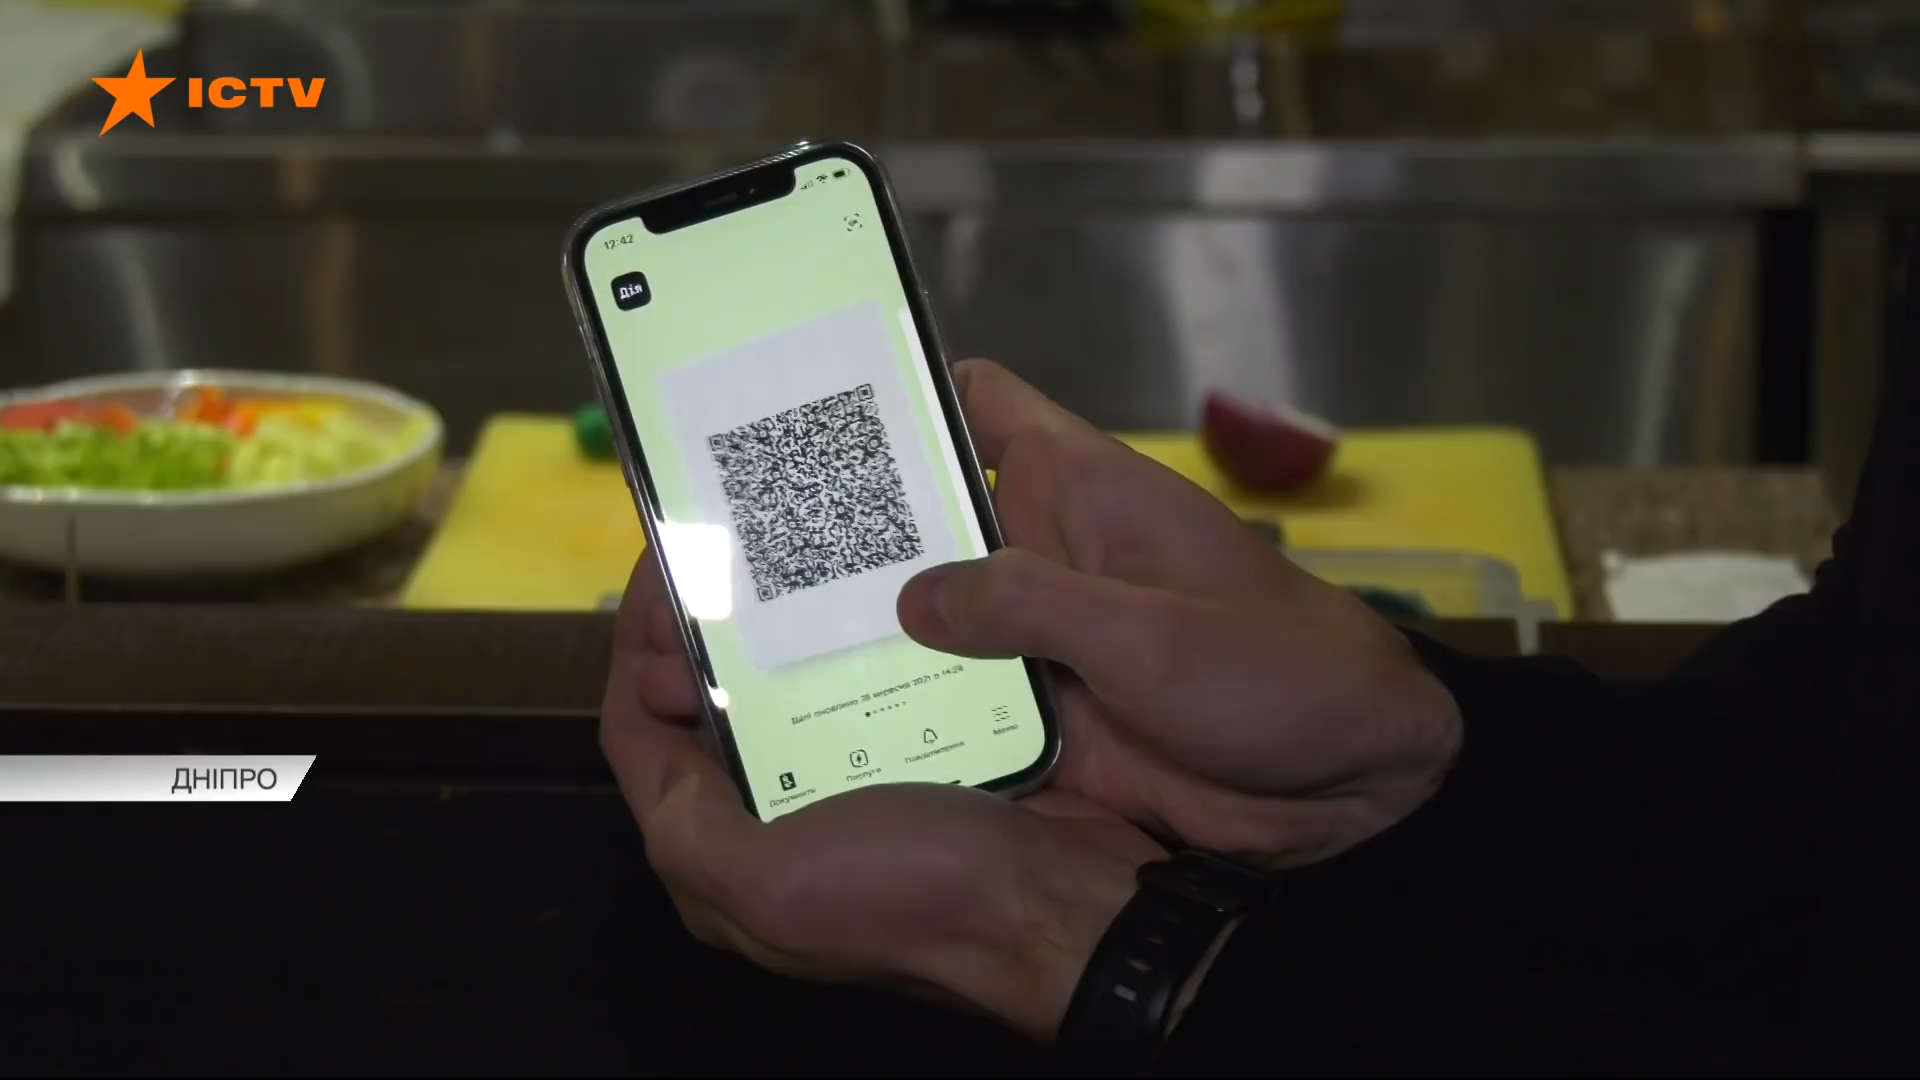 ICTV
12:42
Дія
Дані оновлено 28 вересня 2021 о 14:28
Документи
Послуги
Повідомлення
Меню
ДНІПРО